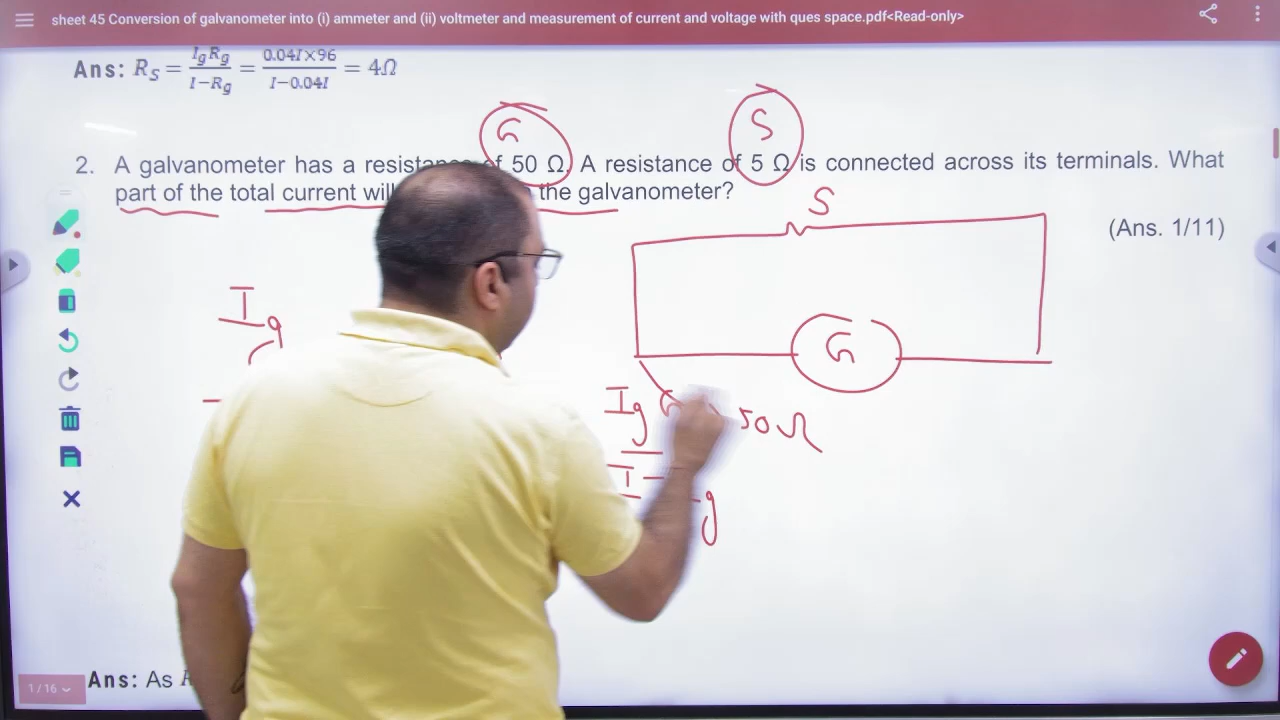 sheet 45 Conversion of galvanometer into (i) ammeter and (ii) voltmeter and measurement of current and voltage with ques space.pdf<Read-only>
Ans: R_S = I_gR_g / I−R_g = 0.04I×96 / I−0.04I = 4Ω
2. A galvanometer has a resistance of 50 Ω. A resistance of 5 Ω is connected across its terminals. What
part of the total current will the galvanometer?
(Ans. 1/11)
G
S
S
I_g
G
I_g
50 Ω
I − g
Ans: As
1 / 16